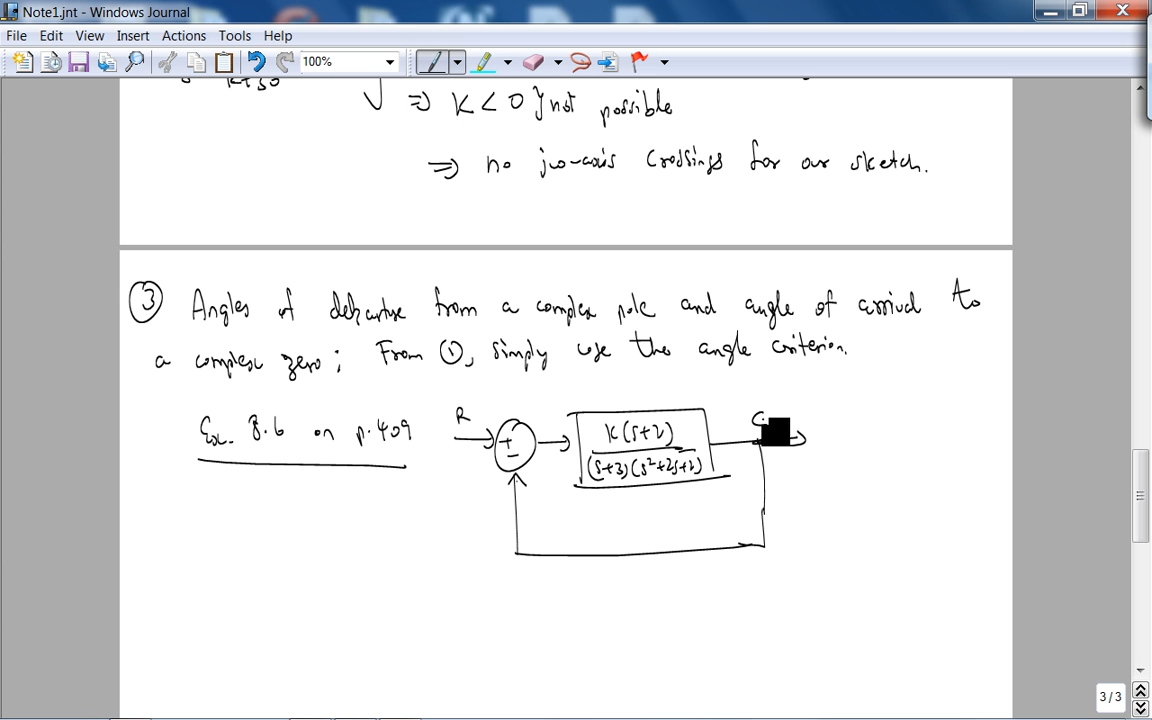 Note1.jnt - Windows Journal
File Edit View Insert Actions Tools Help
100%
K+30
⇒ K < 0 } not possible
⇒ no jω-axis crossings for our sketch.
③ Angles of departure from a complex pole and angle of arrival to
a complex zero; From ①, simply use the angle criterion.
Ex. 8.6 on p.409
R
+
-
K(s+2)
(s+3)(s²+2s+2)
C
3/3